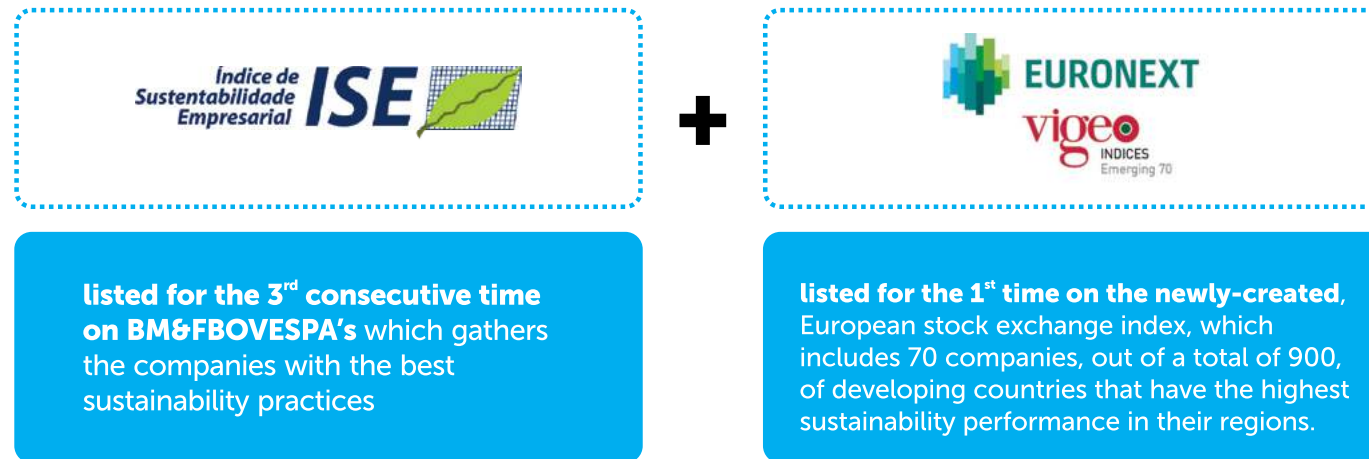 Índice de
Sustentabilidade
Empresarial
ISE
EURONEXT
vigeo
INDICES
Emerging 70
listed for the 3rd consecutive time
on BM&FBOVESPA's which gathers
the companies with the best
sustainability practices
listed for the 1st time on the newly-created,
European stock exchange index, which
includes 70 companies, out of a total of 900,
of developing countries that have the highest
sustainability performance in their regions.